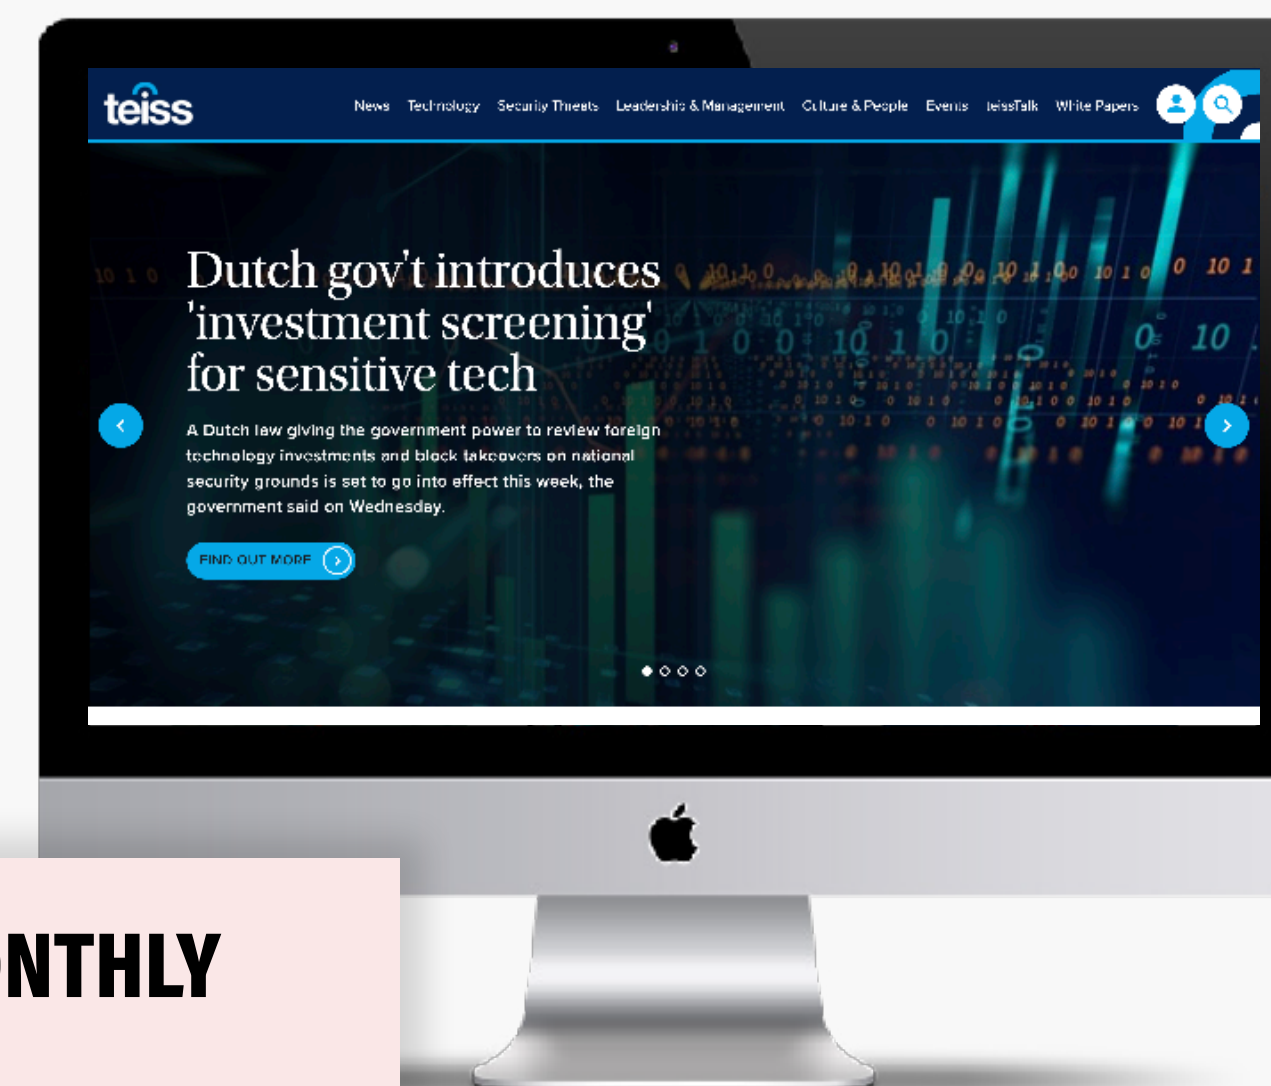 teiss
News Technology Security Threats Leadership & Management Culture & People Events teissTalk White Papers
Dutch gov't introduces
'investment screening'
for sensitive tech
A Dutch law giving the government power to review foreign
technology investments and block takeovers on national
security grounds is set to go into effect this week, the
government said on Wednesday.
FIND OUT MORE
ONTHLY